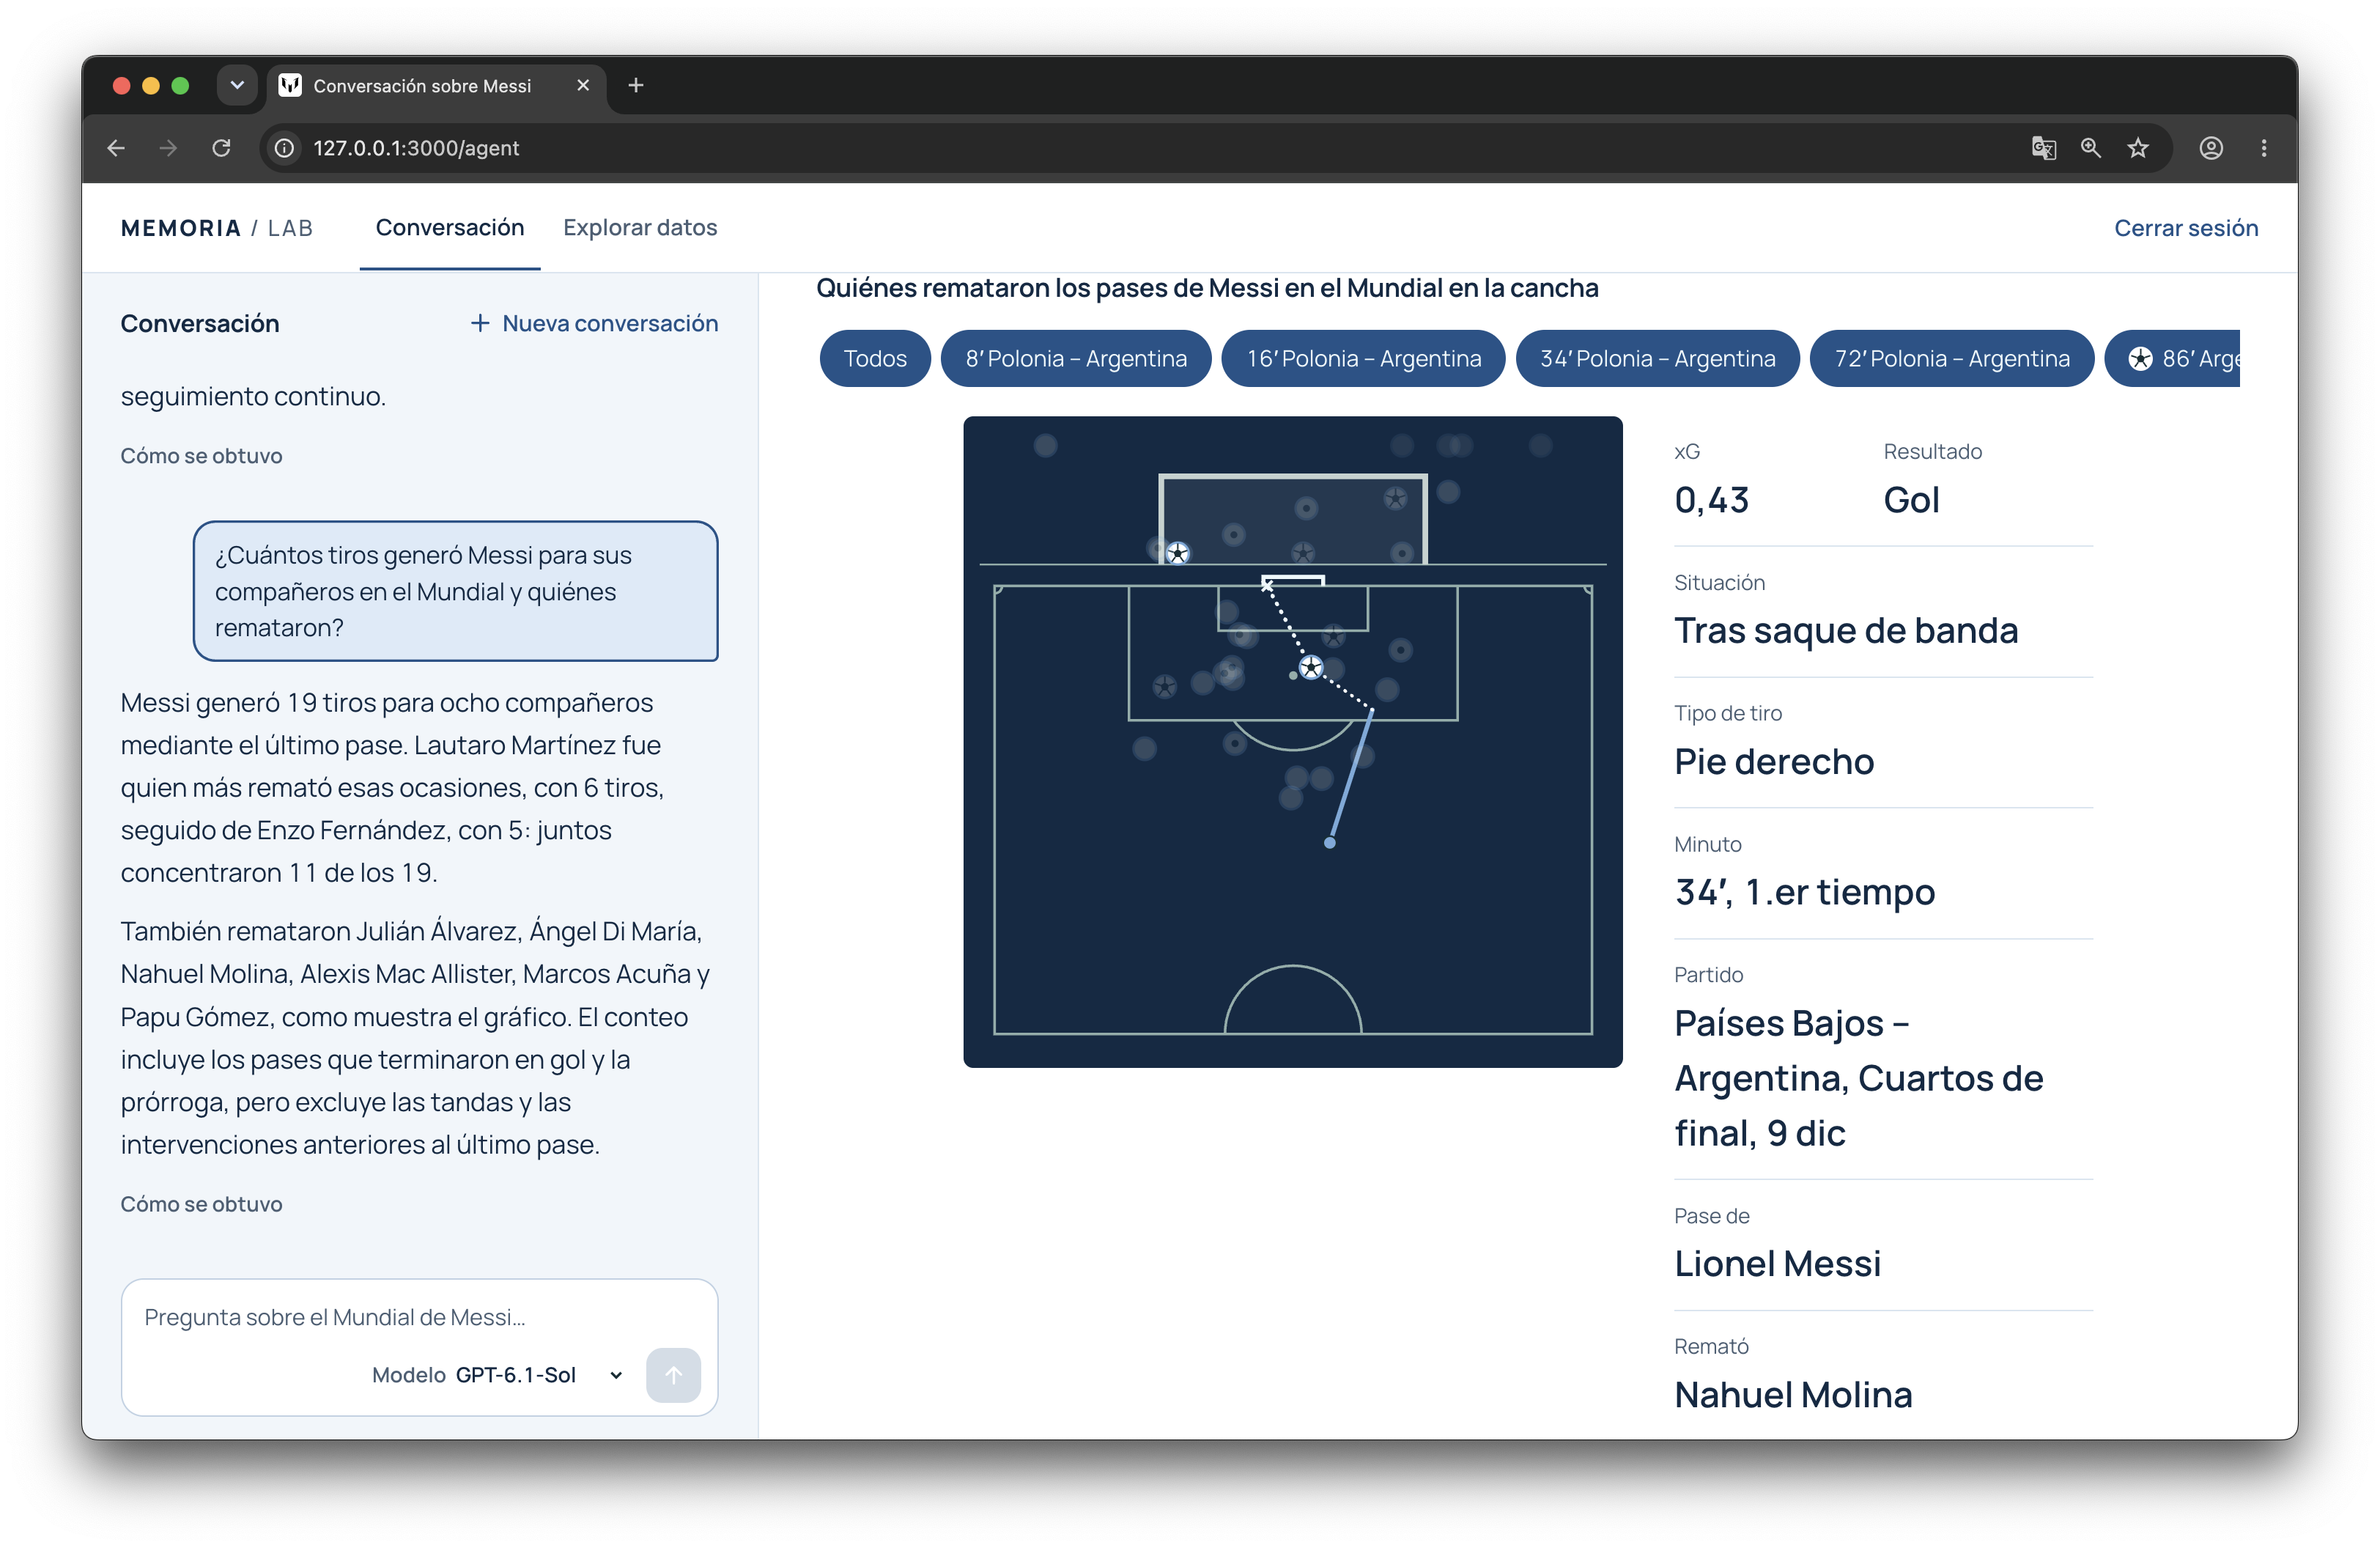 Conversación sobre Messi
127.0.0.1:3000/agent
MEMORIA / LAB
Conversación
Explorar datos
Cerrar sesión
Conversación
Nueva conversación
seguimiento continuo.
Cómo se obtuvo
¿Cuántos tiros generó Messi para sus
compañeros en el Mundial y quiénes
remataron?
Messi generó 19 tiros para ocho compañeros
mediante el último pase. Lautaro Martínez fue
quien más remató esas ocasiones, con 6 tiros,
seguido de Enzo Fernández, con 5: juntos
concentraron 11 de los 19.
También remataron Julián Álvarez, Ángel Di María,
Nahuel Molina, Alexis Mac Allister, Marcos Acuña y
Papu Gómez, como muestra el gráfico. El conteo
incluye los pases que terminaron en gol y la
prórroga, pero excluye las tandas y las
intervenciones anteriores al último pase.
Cómo se obtuvo
Pregunta sobre el Mundial de Messi...
Modelo GPT-6.1-Sol
Quiénes remataron los pases de Messi en el Mundial en la cancha
Todos
8′ Polonia – Argentina
16′ Polonia – Argentina
34′ Polonia – Argentina
72′ Polonia – Argentina
86′ Arge
xG
0,43
Resultado
Gol
Situación
Tras saque de banda
Tipo de tiro
Pie derecho
Minuto
34′, 1.er tiempo
Partido
Países Bajos –
Argentina, Cuartos de
final, 9 dic
Pase de
Lionel Messi
Remató
Nahuel Molina